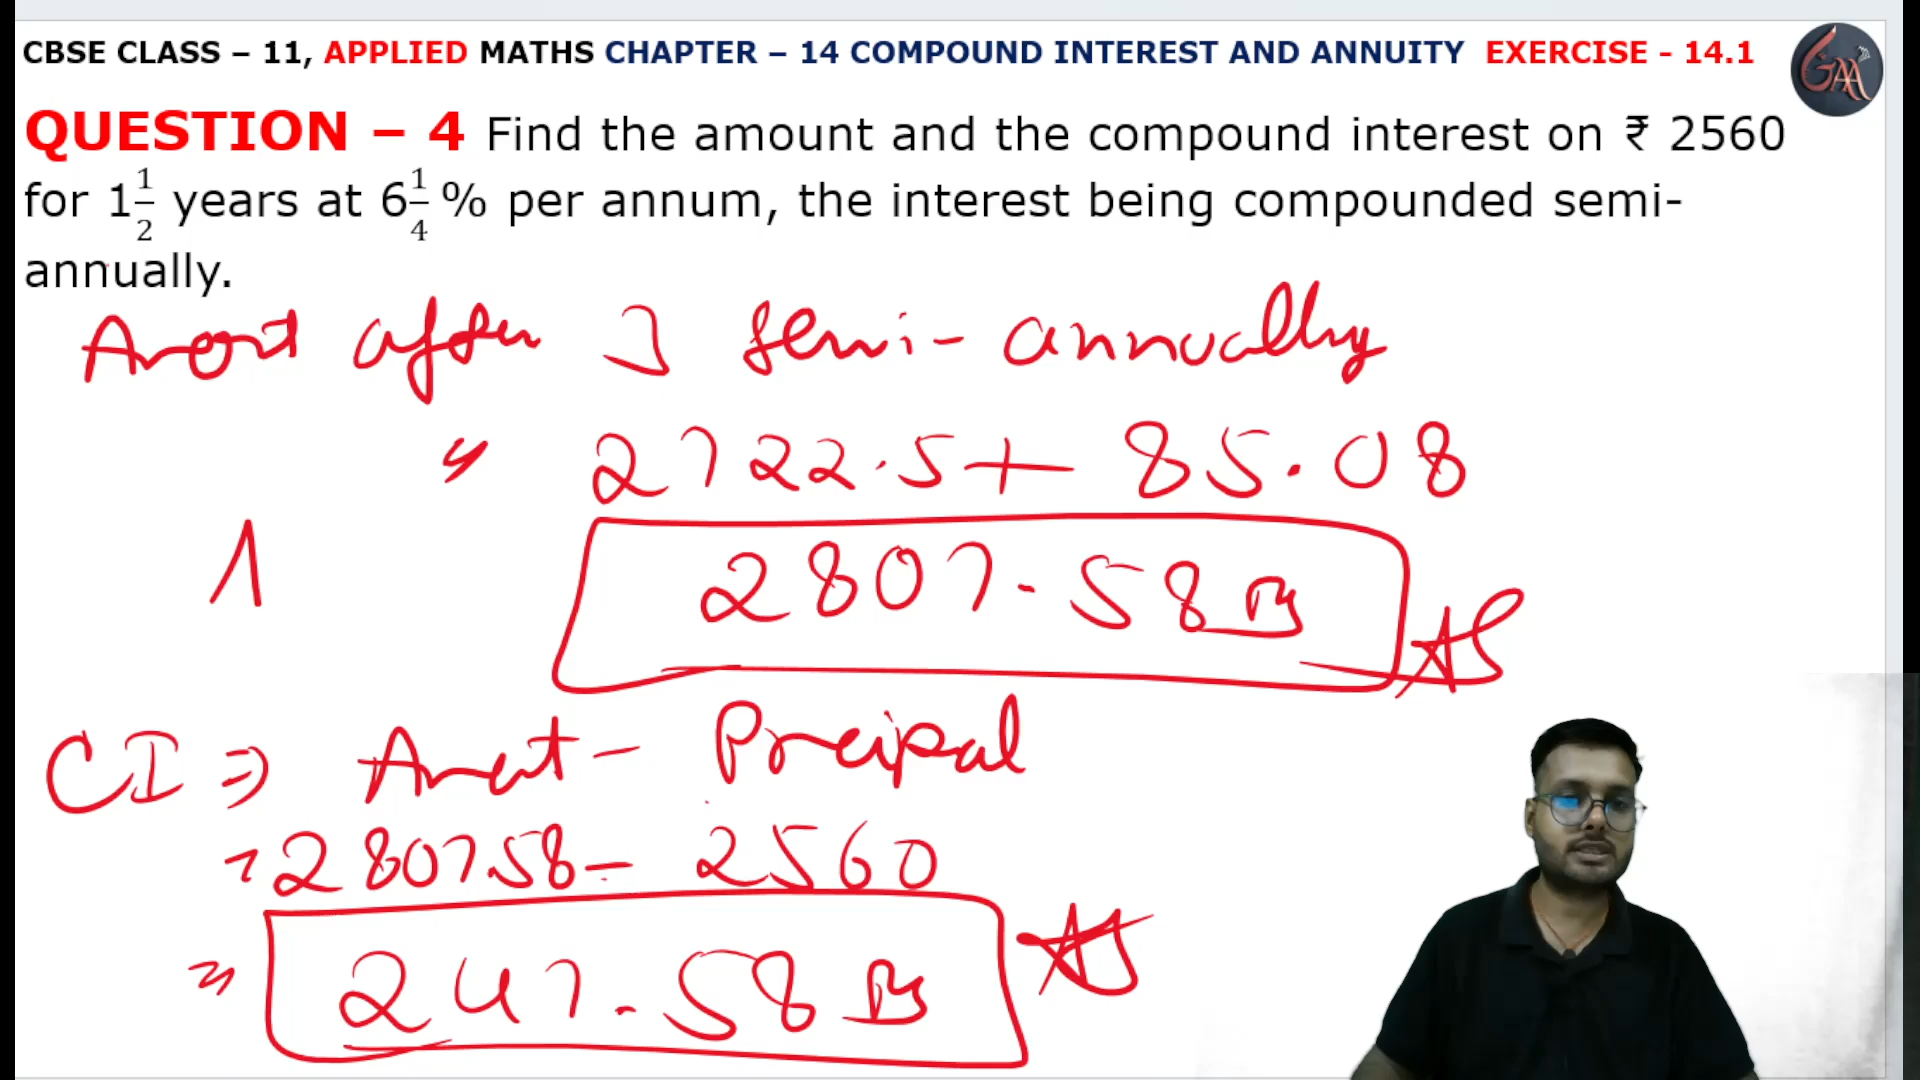 CBSE CLASS – 11, APPLIED MATHS CHAPTER – 14 COMPOUND INTEREST AND ANNUITY EXERCISE - 14.1
QUESTION – 4 Find the amount and the compound interest on ₹ 2560
for 1 1/2 years at 6 1/4 % per annum, the interest being compounded semi-
annually.
after 3 semi-annually
= 2722.5 + 85.08
2807.58 Rs
CI ⇒ -
= 2807.58 - 2560
= 247.58 Rs